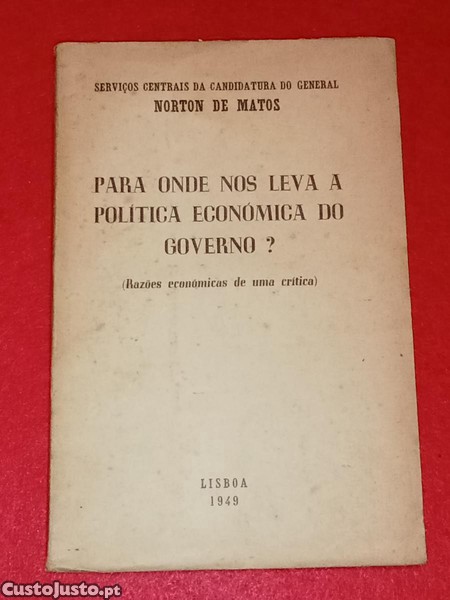 SERVIÇOS CENTRAIS DA CANDIDATURA DO GENERAL
NORTON DE MATOS
PARA ONDE NOS LEVA A
POLÍTICA ECONÓMICA DO
GOVERNO ?
(Razões económicas de uma crítica)
LISBOA
1949
CustoJusto.pt